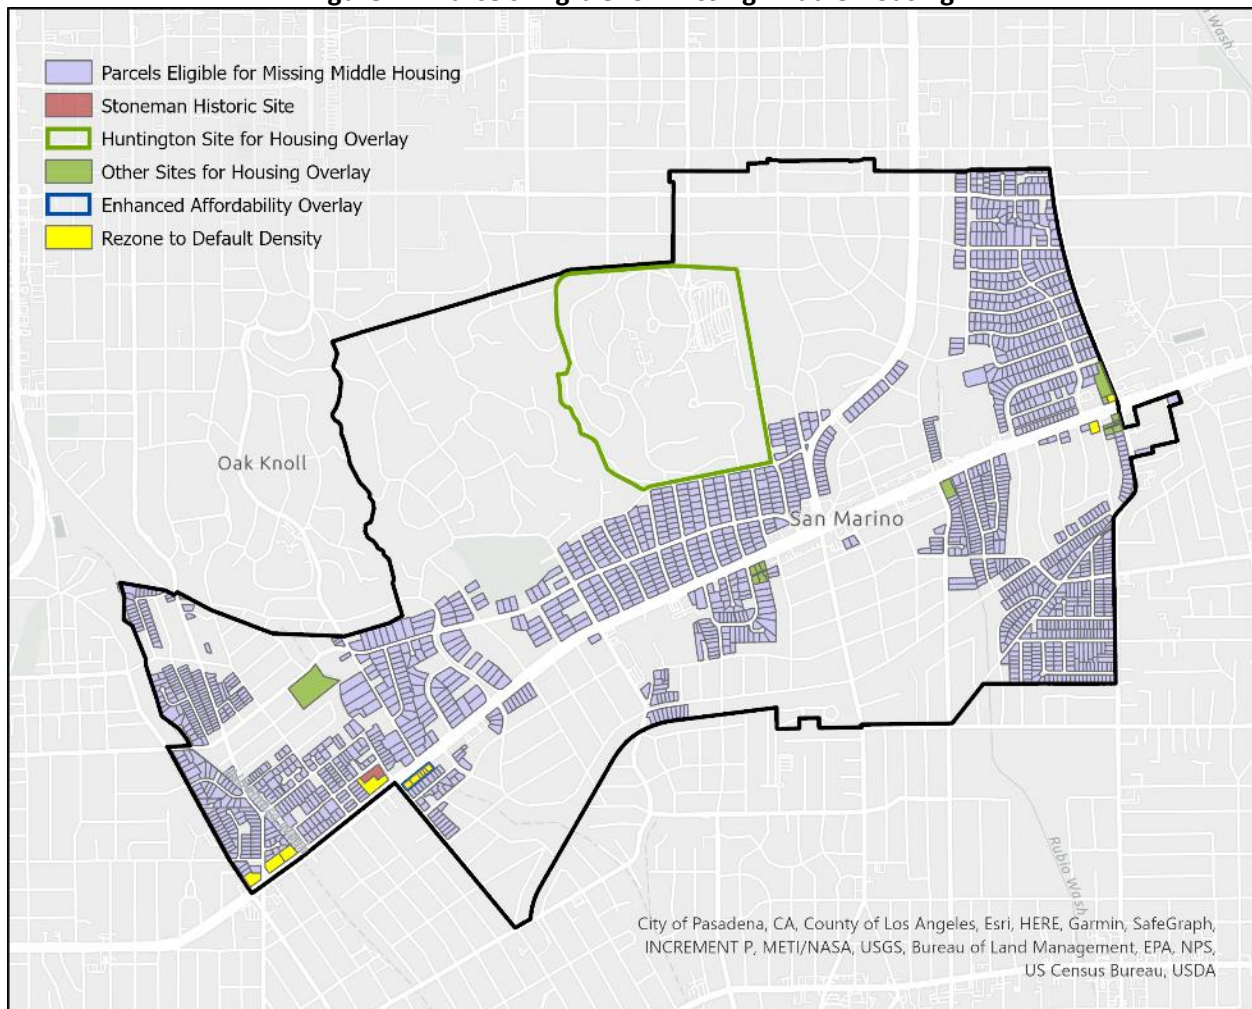 Parcels Eligible for Missing Middle Housing
Stoneman Historic Site
Huntington Site for Housing Overlay
Other Sites for Housing Overlay
Enhanced Affordability Overlay
Rezone to Default Density
Wash
Oak Knoll
San Marino
Rubio Wash
City of Pasadena, CA, County of Los Angeles, Esri, HERE, Garmin, SafeGraph,
INCREMENT P, METI/NASA, USGS, Bureau of Land Management, EPA, NPS,
US Census Bureau, USDA